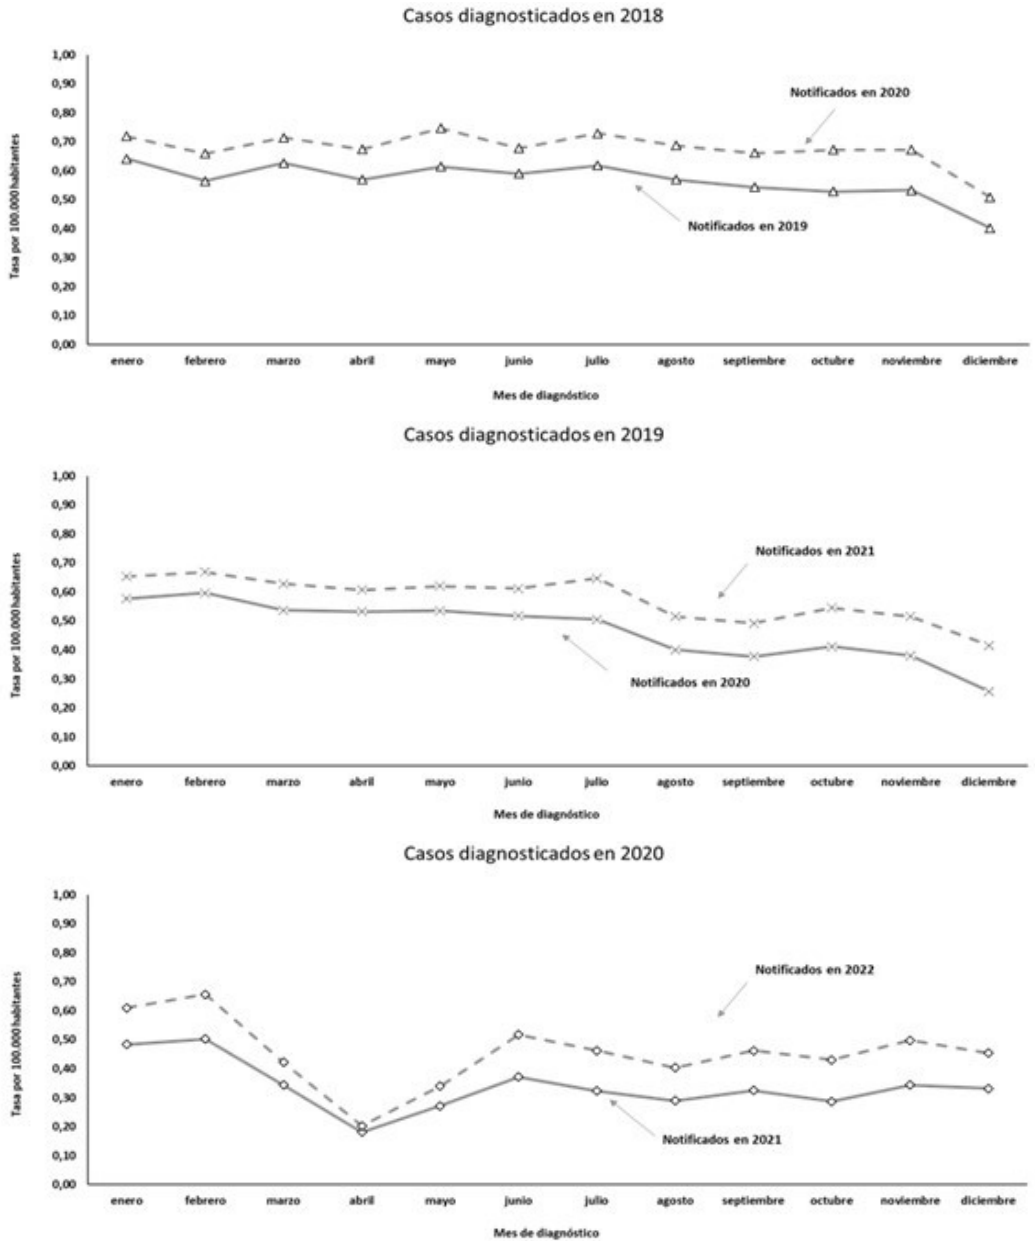 Casos diagnosticados en 2018
Tasa por 100.000 habitantes
1,00
0,90
0,80
0,70
0,60
0,50
0,40
0,30
0,20
0,10
0,00
Notificados en 2020
Notificados en 2019
enero febrero marzo abril mayo junio julio agosto septiembre octubre noviembre diciembre
Mes de diagnóstico
Casos diagnosticados en 2019
Tasa por 100.000 habitantes
1,00
0,90
0,80
0,70
0,60
0,50
0,40
0,30
0,20
0,10
0,00
Notificados en 2021
Notificados en 2020
enero febrero marzo abril mayo junio julio agosto septiembre octubre noviembre diciembre
Mes de diagnóstico
Casos diagnosticados en 2020
Tasa por 100.000 habitantes
1,00
0,90
0,80
0,70
0,60
0,50
0,40
0,30
0,20
0,10
0,00
Notificados en 2022
Notificados en 2021
enero febrero marzo abril mayo junio julio agosto septiembre octubre noviembre diciembre
Mes de diagnóstico